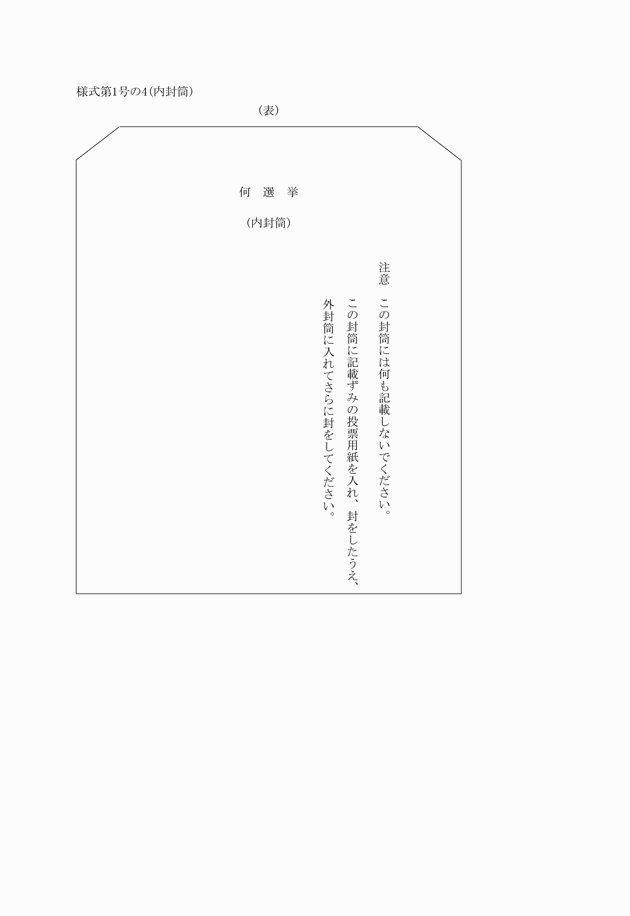 様式第1号の4(内封筒)
(表)
何　選　挙
(内封筒)
注意　この封筒には何も記載しないでください。
この封筒に記載ずみの投票用紙を入れ、封をしたうえ、
外封筒に入れてさらに封をしてください。